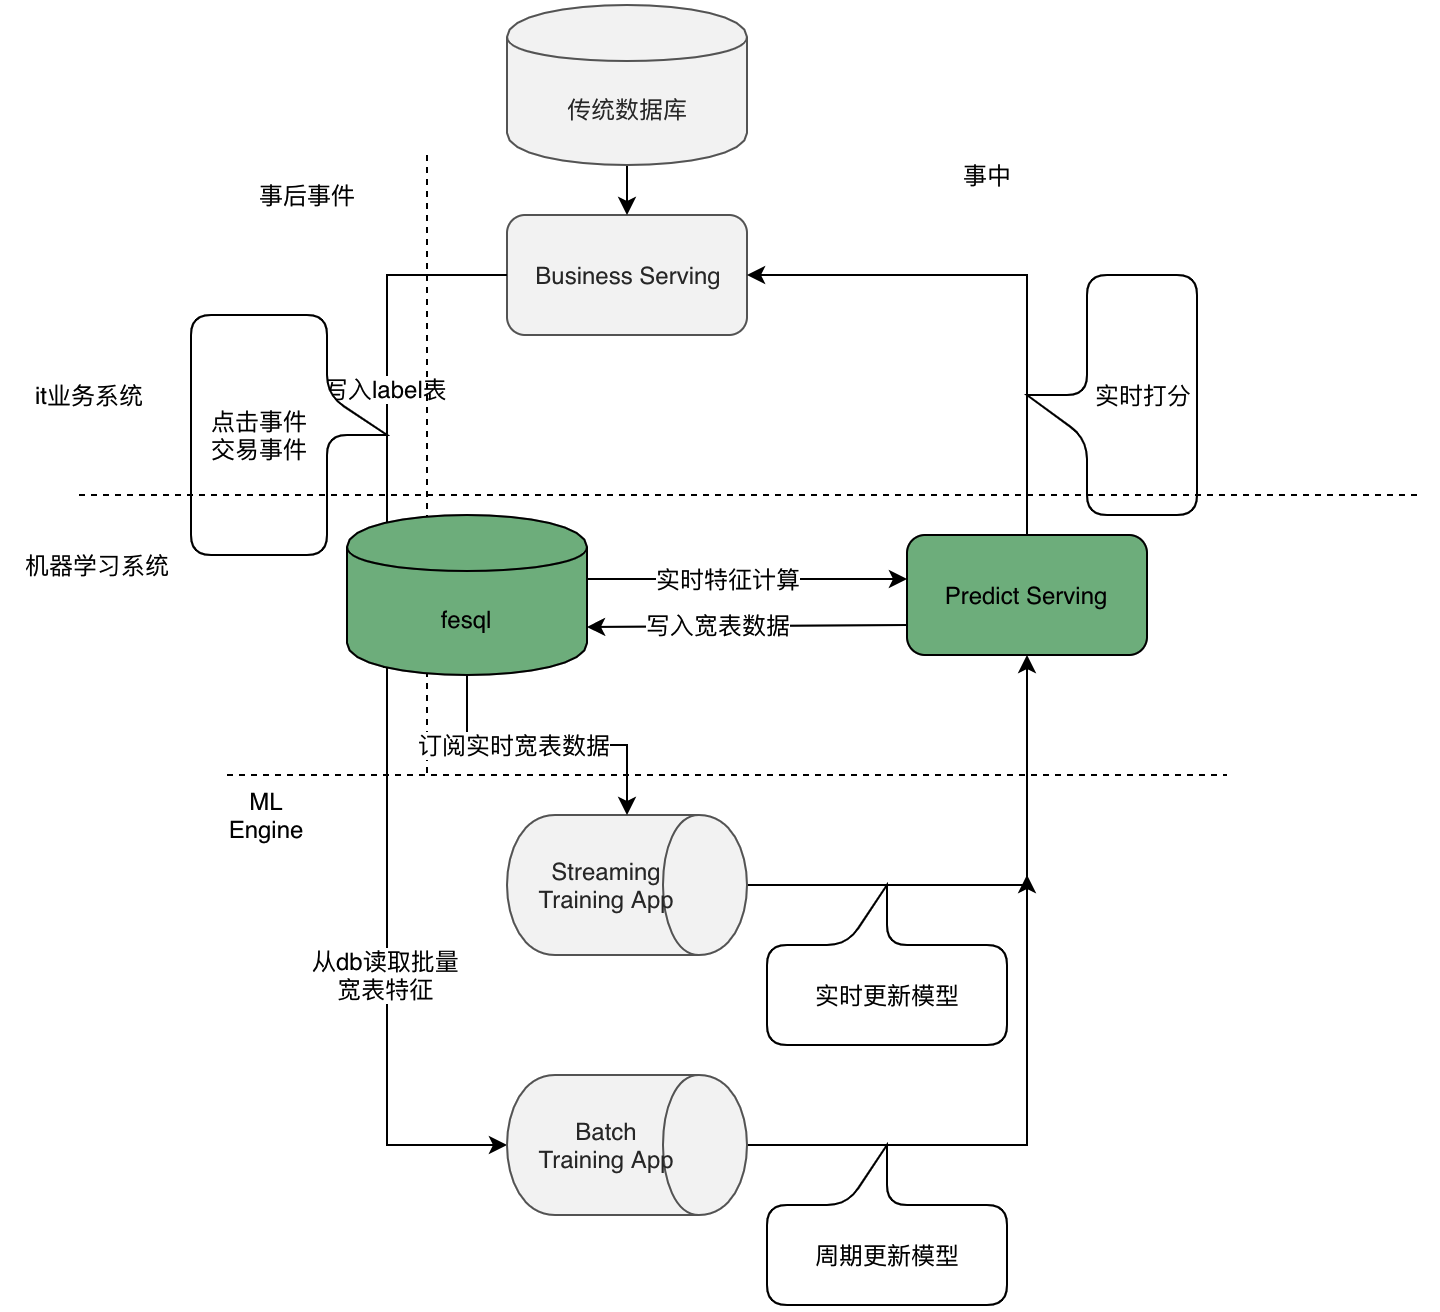 传统数据库
事后事件
事中
Business Serving
写入label表
it业务系统
点击事件
交易事件
实时打分
机器学习系统
实时特征计算
fesql
Predict Serving
写入宽表数据
订阅实时宽表数据
ML
Engine
Streaming
Training App
从db读取批量
宽表特征
实时更新模型
Batch
Training App
周期更新模型